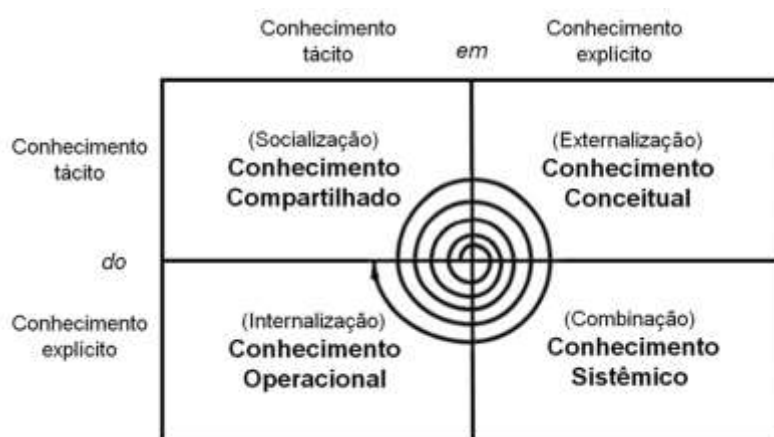 Conhecimento
tácito
em
Conhecimento
explícito
Conhecimento
tácito
(Socialização)
Conhecimento
Compartilhado
(Externalização)
Conhecimento
Conceitual
do
Conhecimento
explícito
(Internalização)
Conhecimento
Operacional
(Combinação)
Conhecimento
Sistêmico